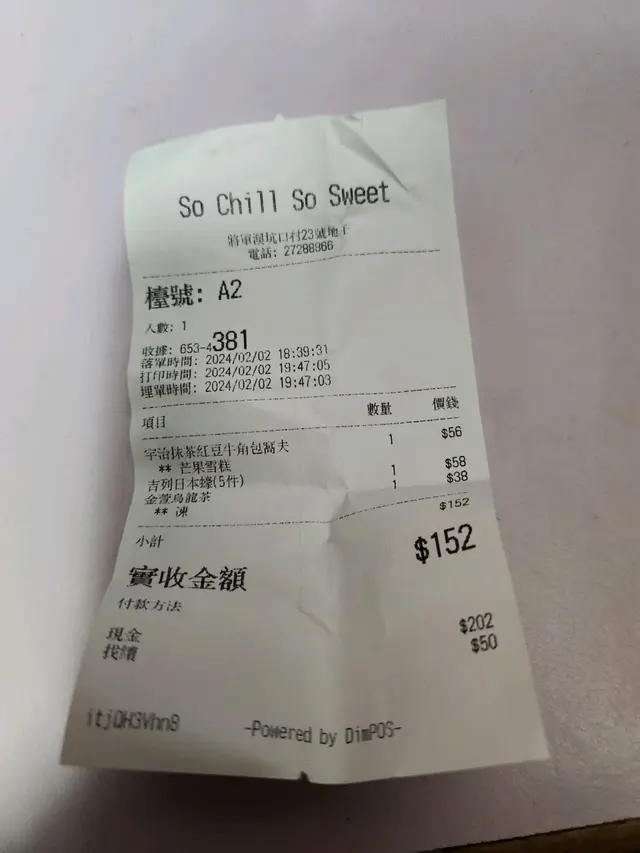 So Chill So Sweet
將軍澳坑口村23號地下
電話: 27288966
檯號: A2
人數: 1
收據: 653-4381
落單時間: 2024/02/02 18:39:31
打印時間: 2024/02/02 19:47:05
埋單時間: 2024/02/02 19:47:03
項目 數量 價錢
宇治抹茶紅豆牛角包窩夫 1 $56
** 芒果雪糕
吉列日本蠔(5件) 1 $58
金萱烏龍茶 1 $38
** 凍
小計 $152
實收金額 $152
付款方法
現金 $202
找續 $50
itjQH3Vhn8 -Powered by DimPOS-